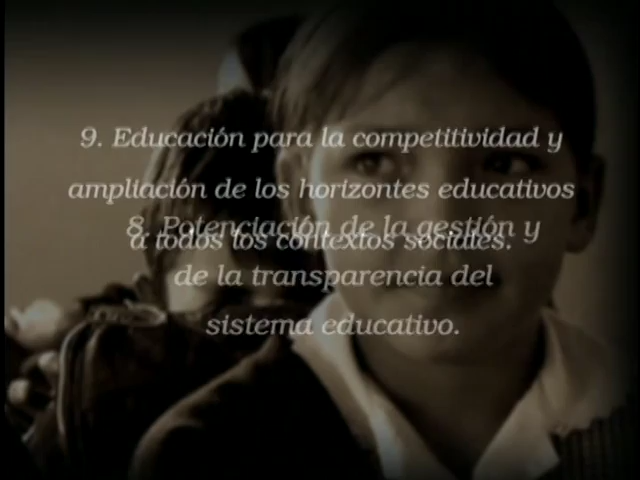 9. Educación para la competitividad y
ampliación de los horizontes educativos
8. Potenciación de la gestión y
a todos los contextos sociales.
de la transparencia del
sistema educativo.